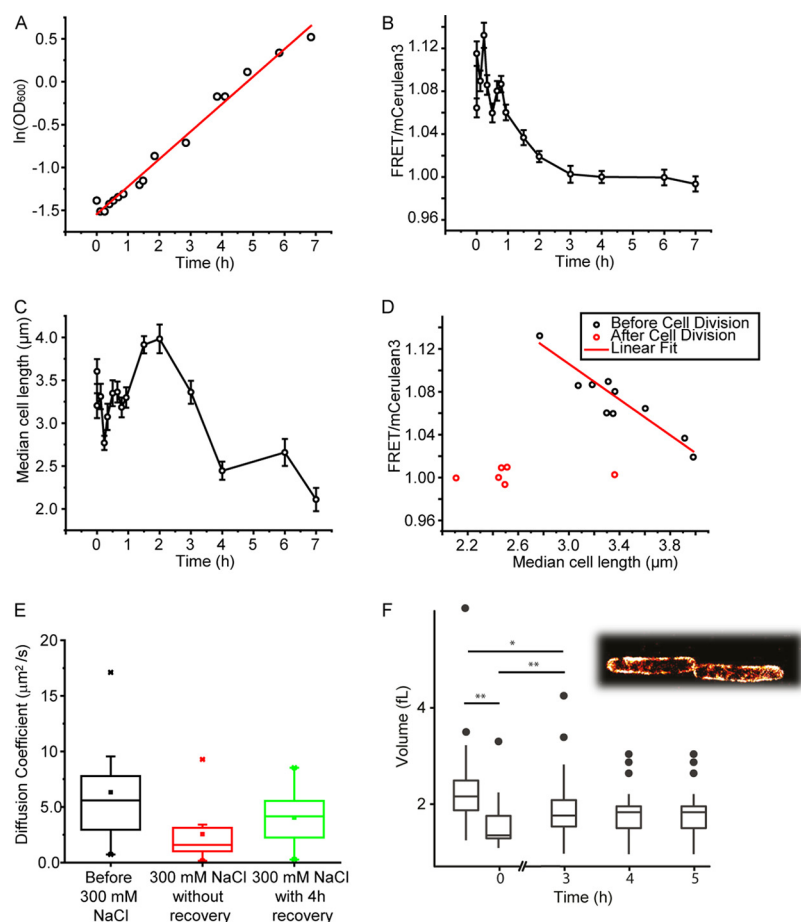 A
ln(OD600)
0.5
0.0
-0.5
-1.0
-1.5
0 1 2 3 4 5 6 7
Time (h)
B
FRET/mCerulean3
1.12
1.08
1.04
1.00
0.96
0 1 2 3 4 5 6 7
Time (h)
C
Median cell length (µm)
4.0
3.5
3.0
2.5
2.0
0 1 2 3 4 5 6 7
Time (h)
D
FRET/mCerulean3
Before Cell Division
After Cell Division
Linear Fit
1.12
1.08
1.04
1.00
0.96
2.2 2.6 3.0 3.4 3.8
Median cell length (µm)
E
Diffusion Coefficient (µm²/s)
20
15
10
5.0
0.0
Before 300 mM NaCl
300 mM NaCl without recovery
300 mM NaCl with 4h recovery
F
Volume (fL)
*
**
**
4
2
0 3 4 5
Time (h)